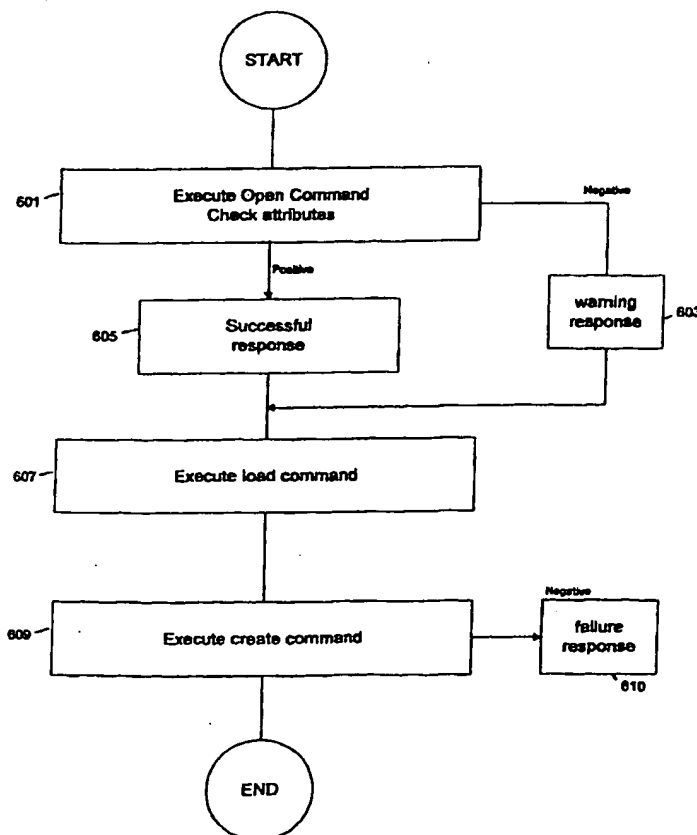 START
601
Execute Open Command
Check attributes
Negative
Positive
605
Successful
response
warning
response
603
607
Execute load command
609
Execute create command
Negative
failure
response
610
END